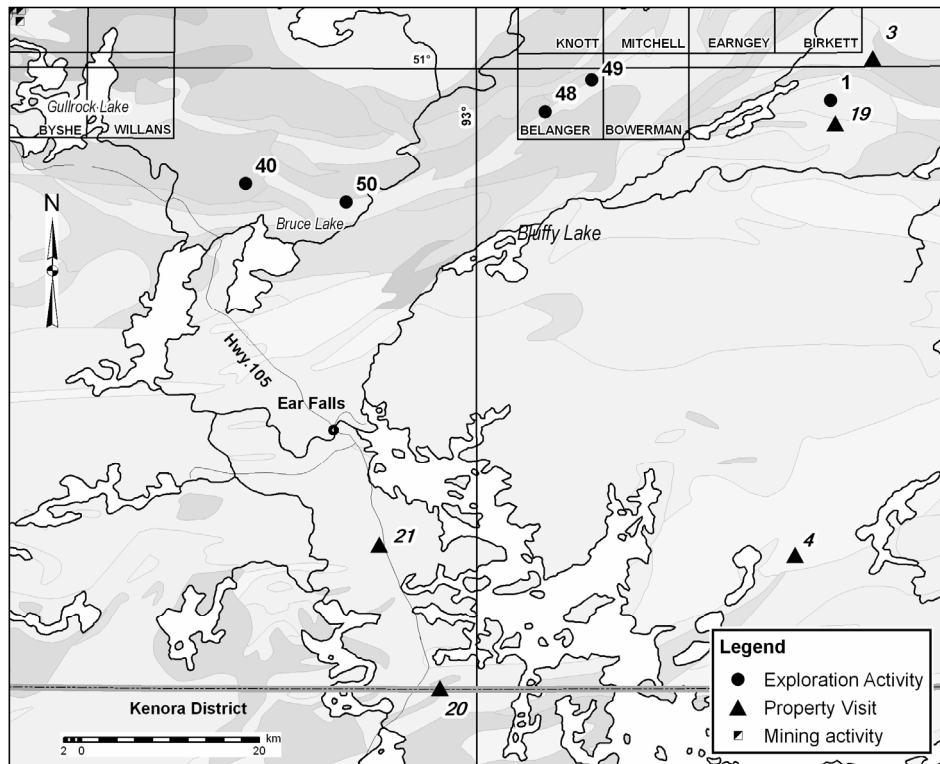 KNOTT MITCHELL EARNGEY BIRKETT 3
51°
49
1
Gullrock Lake
48
19
93°
BYSHE WILLANS
BELANGER BOWERMAN
40
50
N
Bruce Lake
Bluffy Lake
Hwy.105
Ear Falls
21
4
Legend
Exploration Activity
Property Visit
Mining activity
Kenora District
20
2 0 20 km